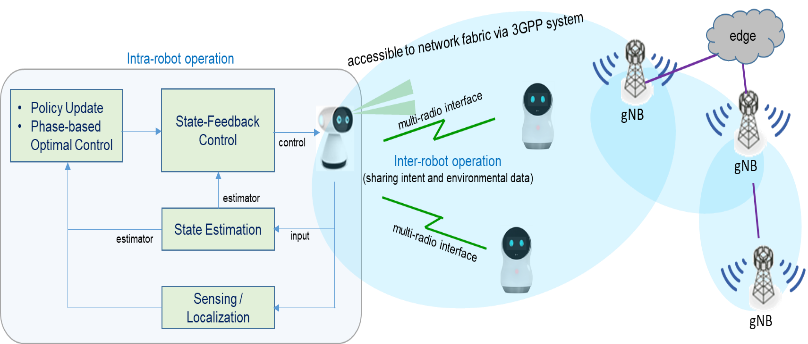 Intra-robot operation
accessible to network fabric via 3GPP system
edge
• Policy Update
• Phase-based
Optimal Control
State-Feedback
Control
control
multi-radio interface
gNB
gNB
Inter-robot operation
(sharing intent and environmental data)
estimator
State Estimation
estimator
input
multi-radio interface
Sensing /
Localization
gNB